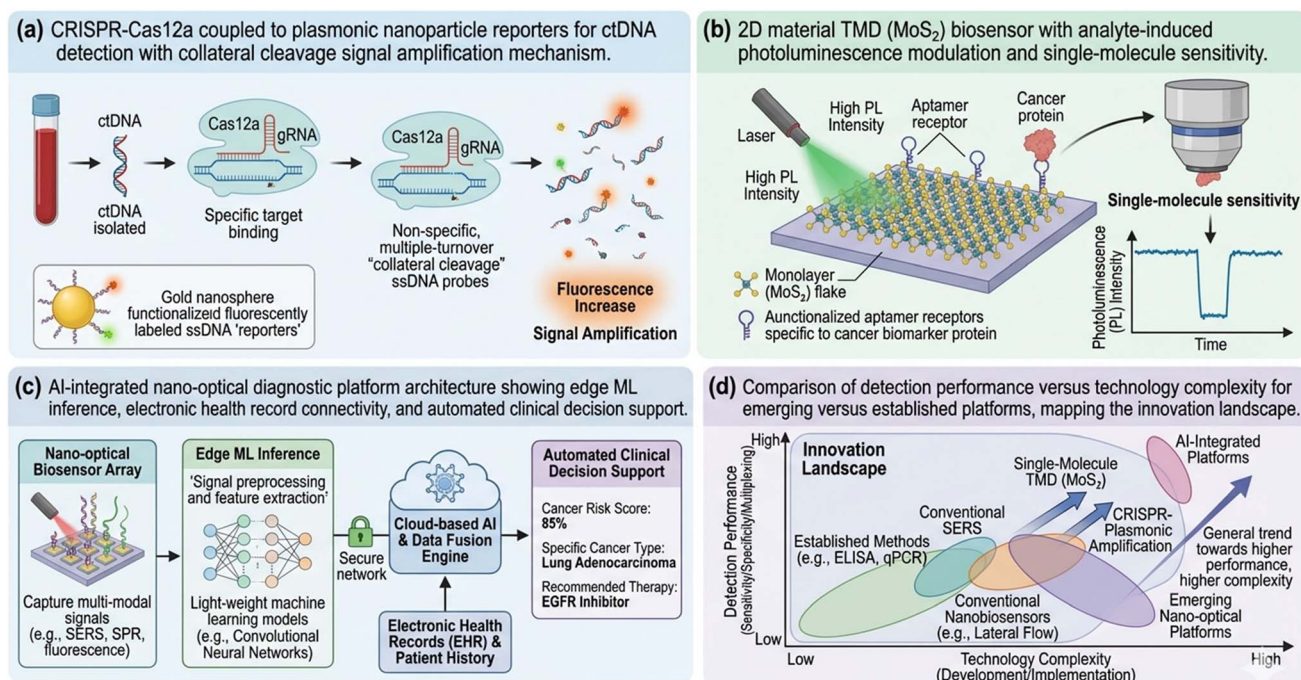 (a) CRISPR-Cas12a coupled to plasmonic nanoparticle reporters for ctDNA
detection with collateral cleavage signal amplification mechanism.
ctDNA
ctDNA
isolated
Cas12a
gRNA
Specific target
binding
Cas12a
gRNA
Non-specific,
multiple-turnover
“collateral cleavage”
ssDNA probes
Fluorescence
Increase
Signal Amplification
Gold nanosphere
functionalizeid fluorescently
labeled ssDNA 'reporters'
(b) 2D material TMD (MoS₂) biosensor with analyte-induced
photoluminescence modulation and single-molecule sensitivity.
Laser
High PL
Intensity
High PL
Intensity
Aptamer
receptor
Cancer
protein
Single-molecule sensitivity
Monolayer
(MoS₂) flake
Aunctionalized aptamer receptors
specific to cancer biomarker protein
Photoluminescence
(PL) Intensity
Time
(c) AI-integrated nano-optical diagnostic platform architecture showing edge ML
inference, electronic health record connectivity, and automated clinical decision support.
Nano-optical
Biosensor Array
Capture multi-modal
signals
(e.g., SERS, SPR,
fluorescence)
Edge ML Inference
'Signal preprocessing
and feature extraction'
Light-weight machine
learning models
(e.g., Convolutional
Neural Networks)
Secure
network
Cloud-based AI
& Data Fusion
Engine
Electronic Health
Records (EHR) &
Patient History
Automated Clinical
Decision Support
Cancer Risk Score:
85%
Specific Cancer Type:
Lung Adenocarcinoma
Recommended Therapy:
EGFR Inhibitor
(d) Comparison of detection performance versus technology complexity for
emerging versus established platforms, mapping the innovation landscape.
High
Innovation
Landscape
Detection Performance
(Sensitivity/Specificity/Multiplexing)
Low
Established Methods
(e.g., ELISA, qPCR)
Conventional
SERS
Single-Molecule
TMD (MoS₂)
AI-Integrated
Platforms
CRISPR-
Plasmonic
Amplification
General trend
towards higher
performance,
higher complexity
Conventional
Nanobiosensors
(e.g., Lateral Flow)
Emerging
Nano-optical
Platforms
Low
Technology Complexity
(Development/Implementation)
High